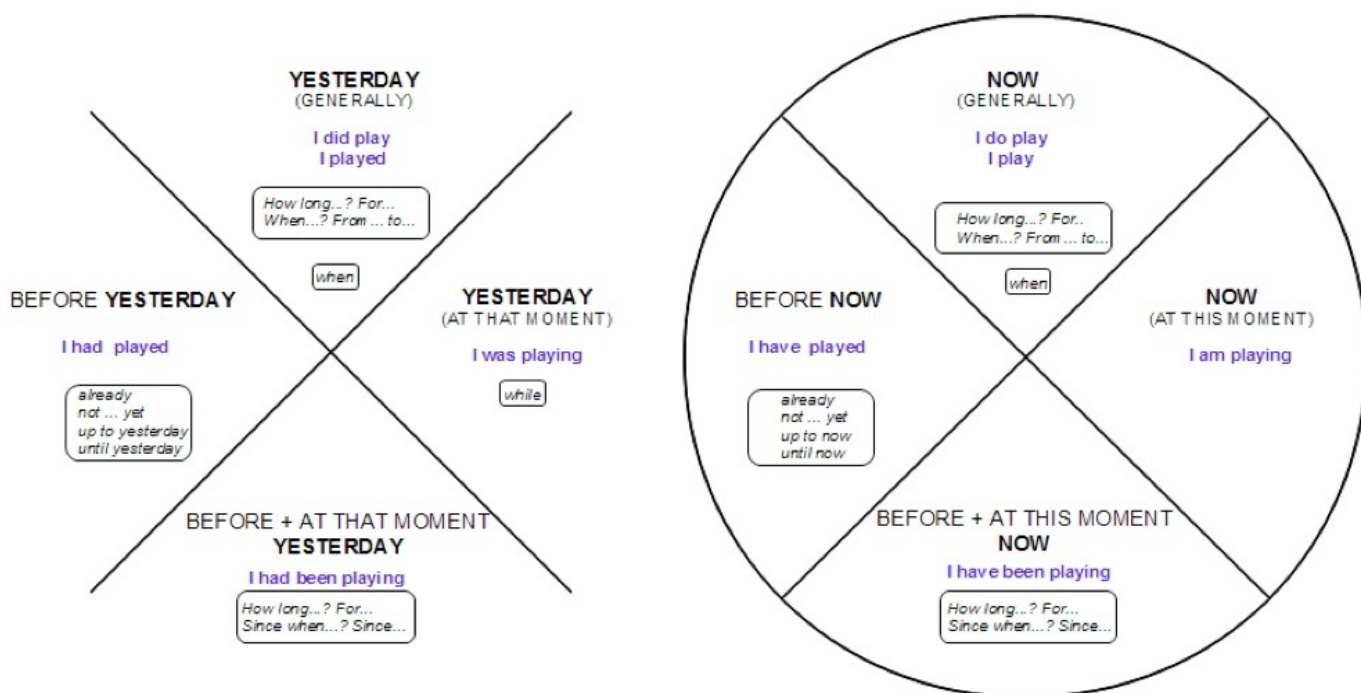 YESTERDAY
(GENERALLY)
I did play
I played
How long...? For...
When...? From ... to...
when
BEFORE YESTERDAY
I had played
already
not ... yet
up to yesterday
until yesterday
YESTERDAY
(AT THAT MOMENT)
I was playing
while
BEFORE + AT THAT MOMENT
YESTERDAY
I had been playing
How long...? For...
Since when...? Since...
NOW
(GENERALLY)
I do play
I play
How long...? For..
When...? From ... to...
when
BEFORE NOW
I have played
already
not ... yet
up to now
until now
NOW
(AT THIS MOMENT)
I am playing
BEFORE + AT THIS MOMENT
NOW
I have been playing
How long...? For...
Since when...? Since...